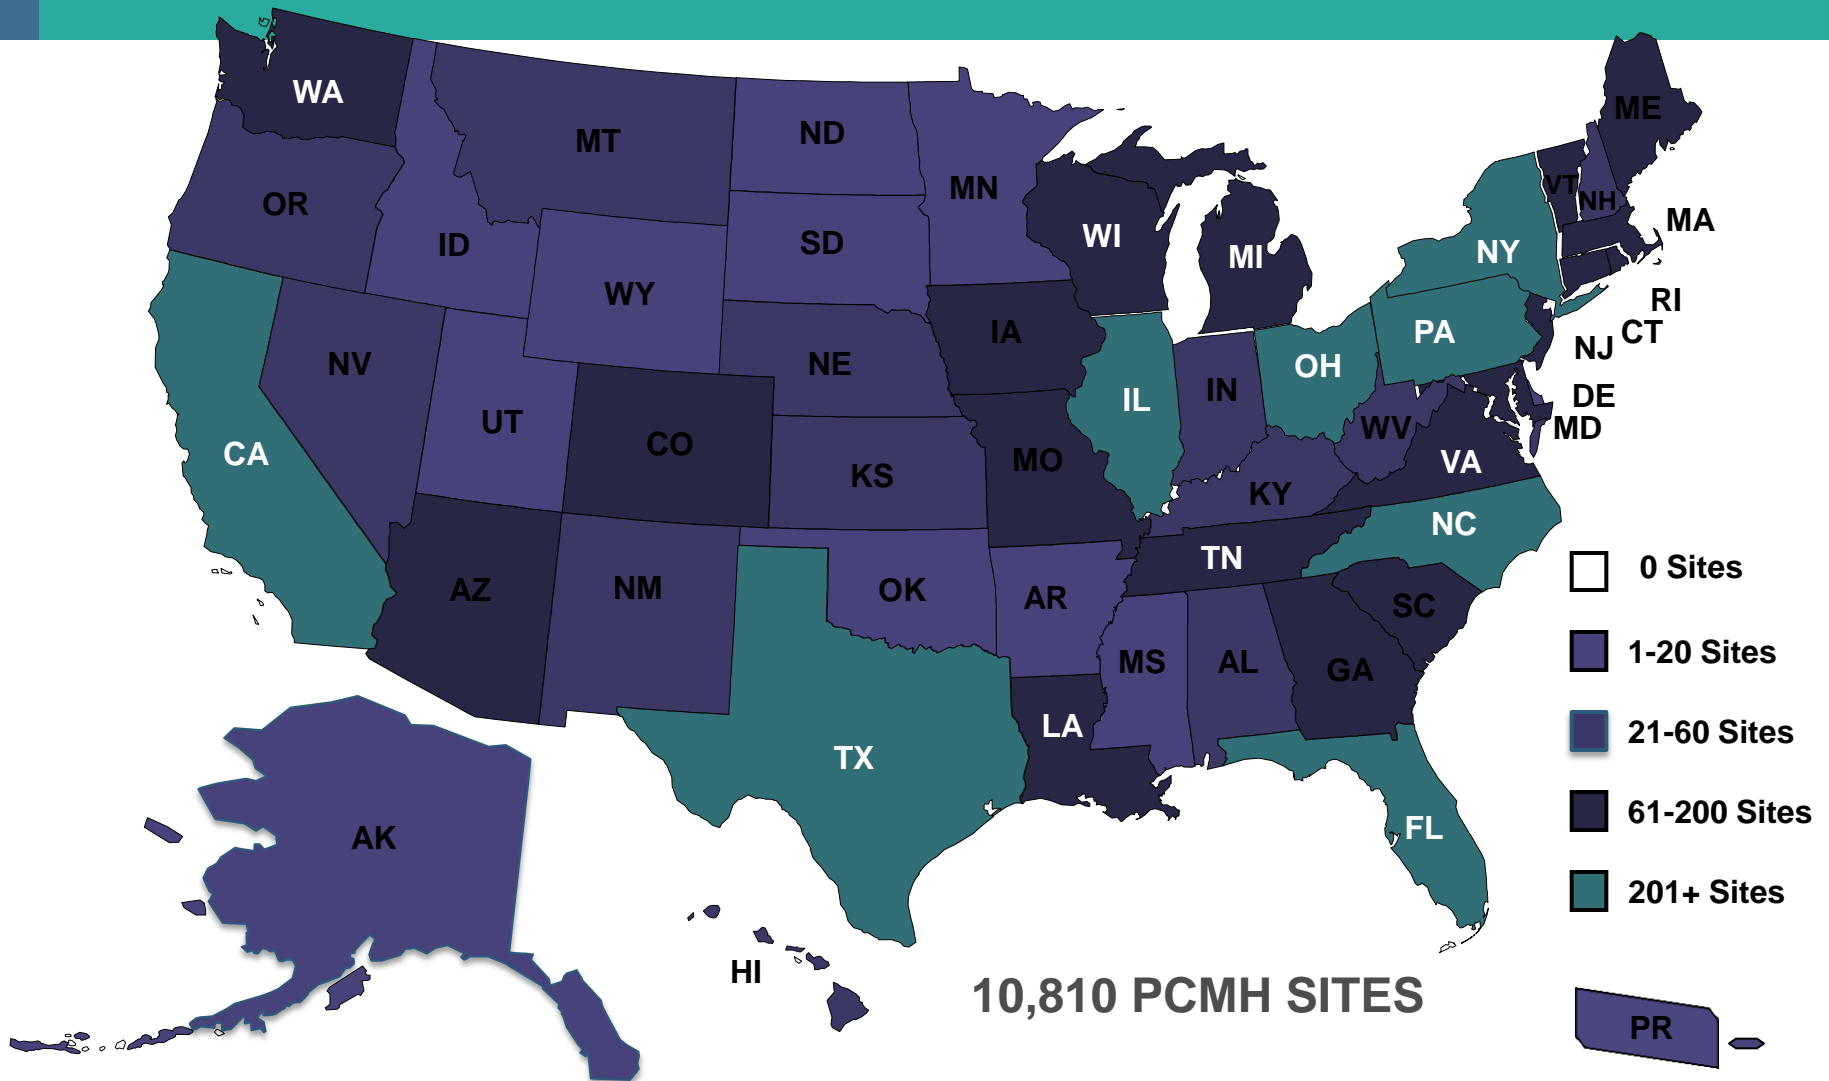 WA
ME
MT
ND
MN
VT
NH
MA
OR
ID
SD
WI
MI
NY
WY
RI
IA
PA
CT
NJ
NV
NE
OH
IN
DE
IL
UT
CO
WV
MD
CA
MO
KS
VA
KY
NC
TN
0 Sites
AZ
NM
OK
AR
SC
MS
AL
GA
1-20 Sites
LA
21-60 Sites
TX
61-200 Sites
FL
AK
201+ Sites
HI
10,810 PCMH SITES
PR